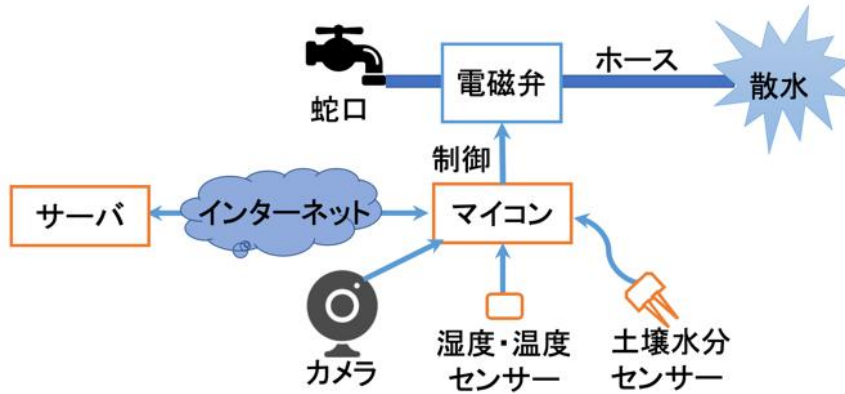 蛇口
電磁弁
ホース
散水
制御
サーバ
インターネット
マイコン
カメラ
湿度・温度
センサー
土壌水分
センサー